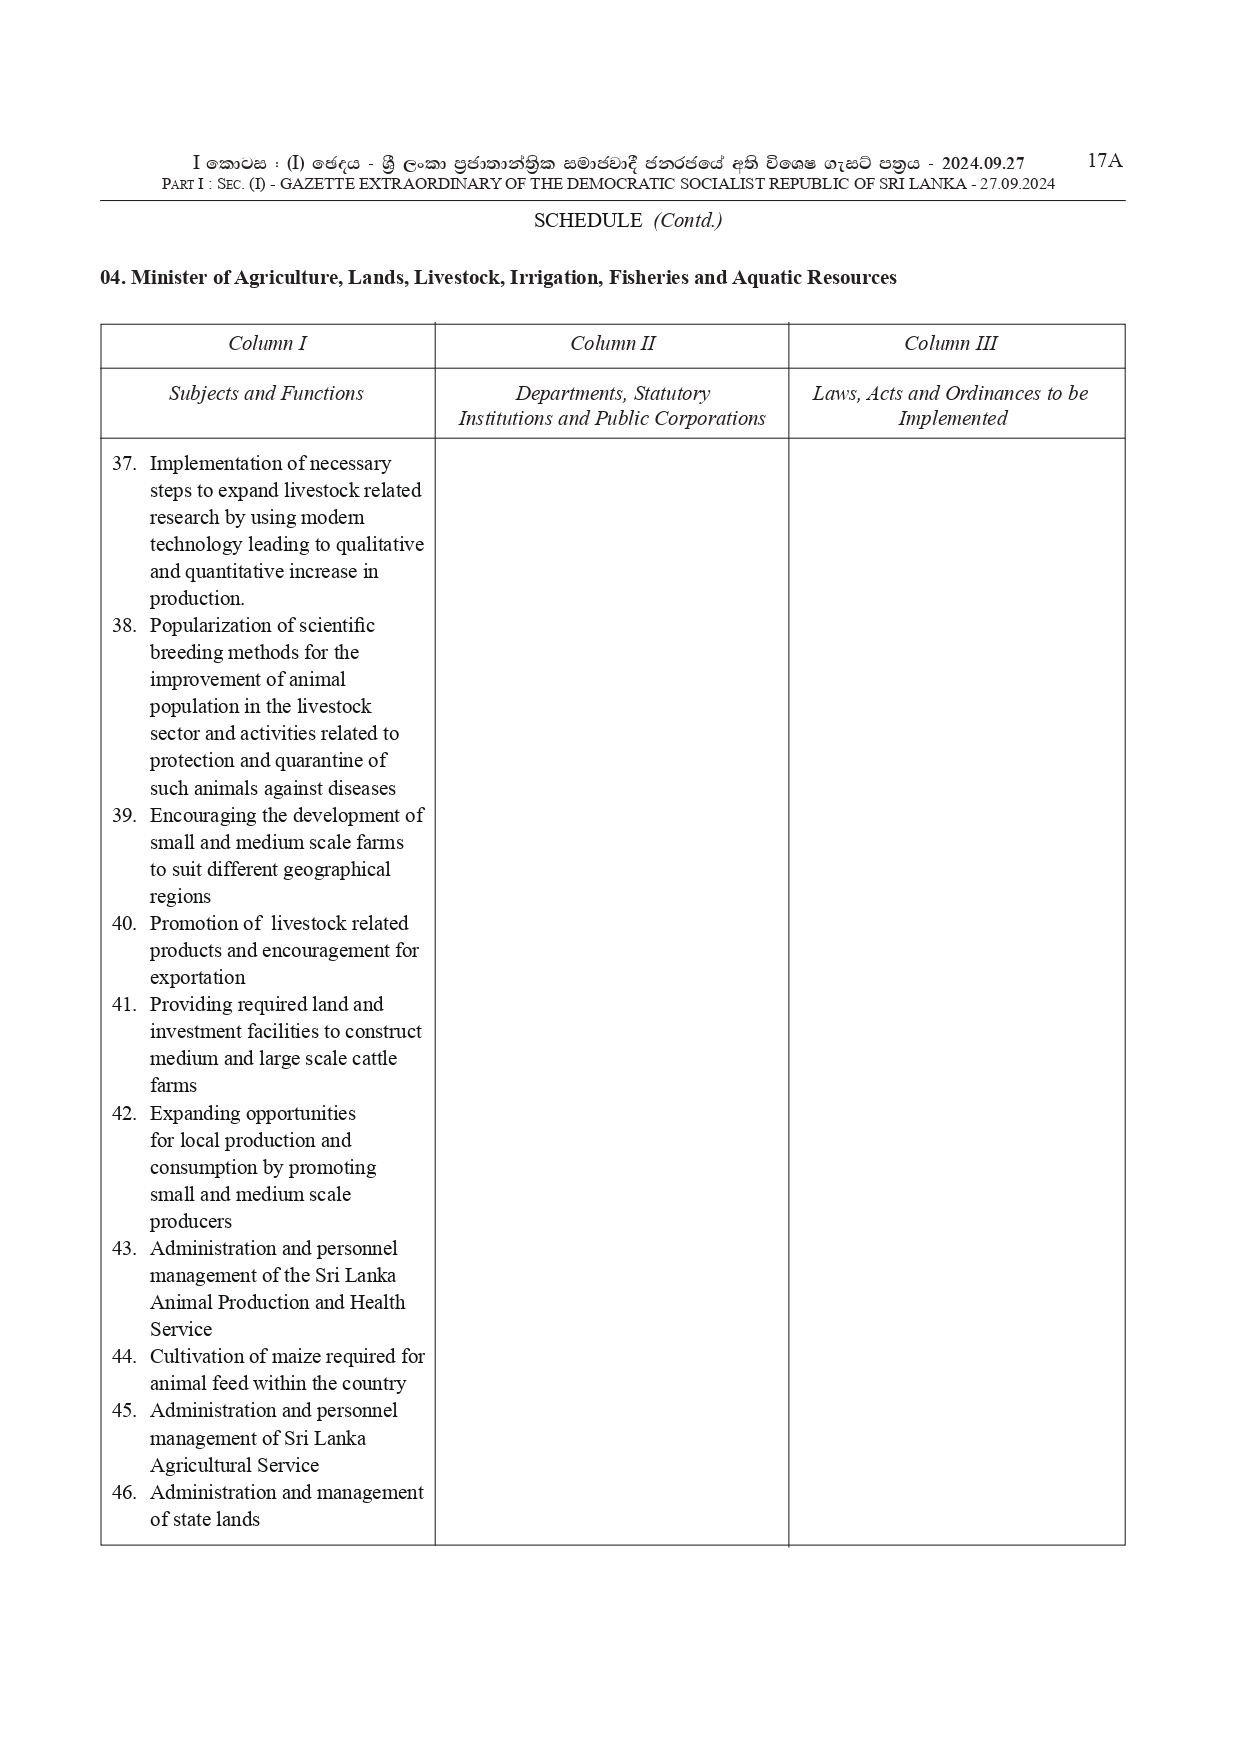 I කොටස : (I) ඡේදය - ශ්‍රී ලංකා ප්‍රජාතාන්ත්‍රික සමාජවාදී ජනරජයේ අති විශෙෂ ගැසට් පත්‍රය - 2024.09.27 17A
PART I : SEC. (I) - GAZETTE EXTRAORDINARY OF THE DEMOCRATIC SOCIALIST REPUBLIC OF SRI LANKA - 27.09.2024
SCHEDULE (Contd.)
04. Minister of Agriculture, Lands, Livestock, Irrigation, Fisheries and Aquatic Resources
Column I
Column II
Column III
Subjects and Functions
Departments, Statutory
Institutions and Public Corporations
Laws, Acts and Ordinances to be
Implemented
37. Implementation of necessary
steps to expand livestock related
research by using modern
technology leading to qualitative
and quantitative increase in
production.
38. Popularization of scientific
breeding methods for the
improvement of animal
population in the livestock
sector and activities related to
protection and quarantine of
such animals against diseases
39. Encouraging the development of
small and medium scale farms
to suit different geographical
regions
40. Promotion of livestock related
products and encouragement for
exportation
41. Providing required land and
investment facilities to construct
medium and large scale cattle
farms
42. Expanding opportunities
for local production and
consumption by promoting
small and medium scale
producers
43. Administration and personnel
management of the Sri Lanka
Animal Production and Health
Service
44. Cultivation of maize required for
animal feed within the country
45. Administration and personnel
management of Sri Lanka
Agricultural Service
46. Administration and management
of state lands